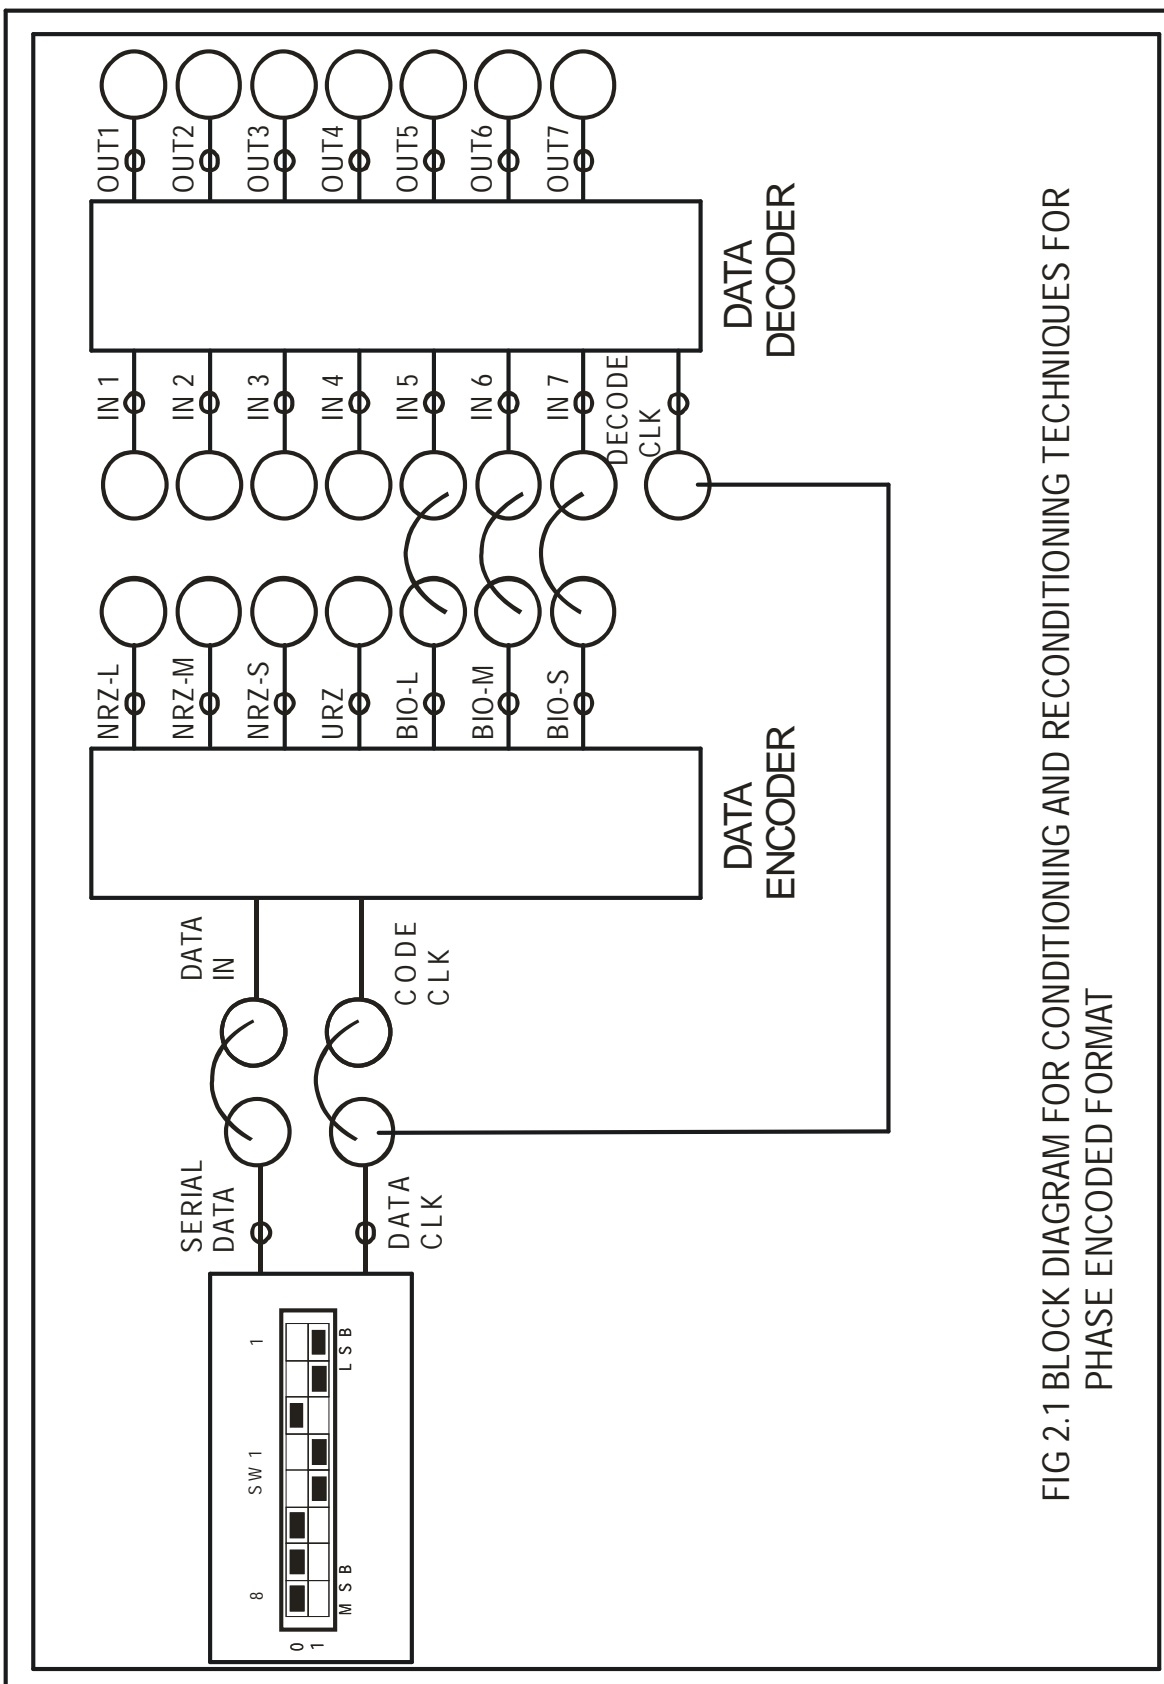 8
SW 1
1
0
1
MSB
LSB
SERIAL
DATA
DATA
CLK
DATA
IN
CODE
CLK
DATA
ENCODER
NRZ-L
NRZ-M
NRZ-S
URZ
BIO-L
BIO-M
BIO-S
IN 1
IN 2
IN 3
IN 4
IN 5
IN 6
IN 7
DECODE
CLK
DATA
DECODER
OUT1
OUT2
OUT3
OUT4
OUT5
OUT6
OUT7
FIG 2.1 BLOCK DIAGRAM FOR CONDITIONING AND RECONDITIONING TECHNIQUES FOR
PHASE ENCODED FORMAT